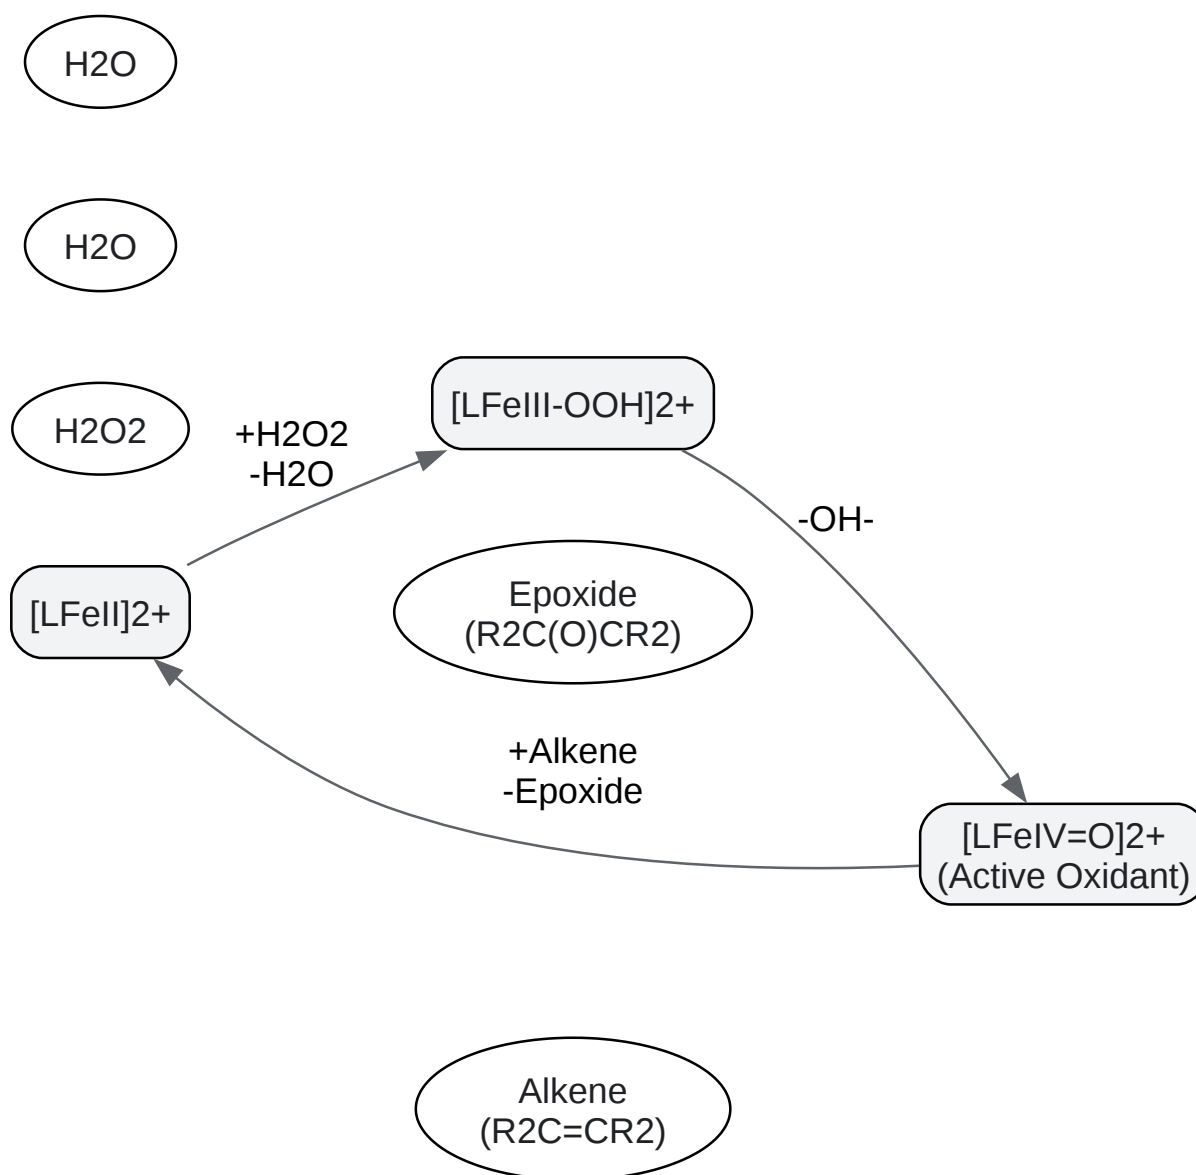 H2O
H2O
[LFeIII-OOH]2+
H2O2
+H2O2
-H2O
-OH-
Epoxide
(R2C(O)CR2)
[LFeII]2+
+Alkene
-Epoxide
[LFeIV=O]2+
(Active Oxidant)
Alkene
(R2C=CR2)